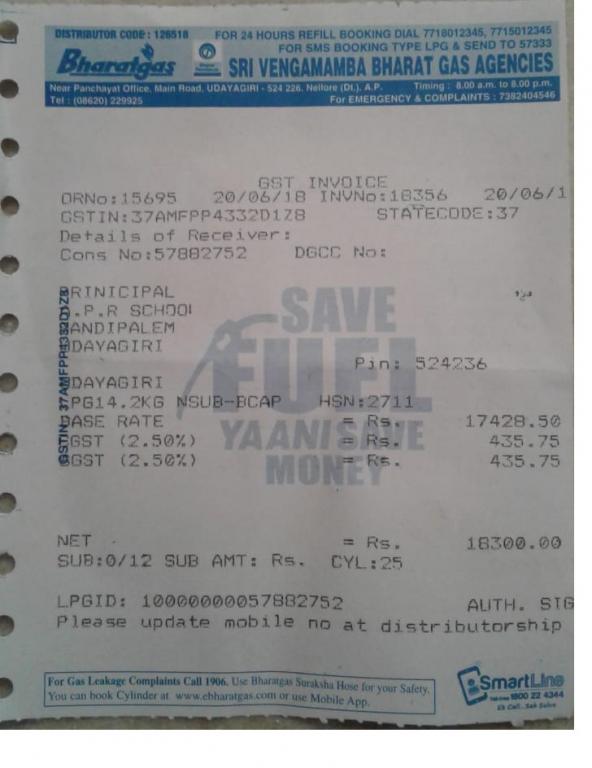 DISTRIBUTOR CODE : 126518
FOR 24 HOURS REFILL BOOKING DIAL 7718012345, 7715012345
FOR SMS BOOKING TYPE LPG & SEND TO 57333
Bharatgas
SRI VENGAMAMBA BHARAT GAS AGENCIES
Near Panchayat Office, Main Road, UDAYAGIRI - 524 226. Nellore (Dt.). A.P. Timing : 8.00 a.m. to 8.00 p.m.
Tel : (08620) 229925 For EMERGENCY & COMPLAINTS : 7382404546
GST INVOICE
ORNo:15695 20/06/18 INVNo:18356 20/06/1
GSTIN:37AMFPP4332D1Z8 STATECODE:37
Details of Receiver:
Cons No:57882752 DGCC No:
PRINICIPAL
.P.R SCHOOL
GANDIPALEM
UDAYAGIRI
Pin: 524236
UDAYAGIRI
LPG14.2KG NSUB-BCAP HSN:2711
BASE RATE = Rs. 17428.50
GST (2.50%) = Rs. 435.75
GST (2.50%) = Rs. 435.75
NET = Rs. 18300.00
SUB:0/12 SUB AMT: Rs. CYL:25
LPGID: 1000000057882752 AUTH. SIG
Please update mobile no at distributorship
GSTIN 37AMFPP4332D1Z8
SAVE
FUEL
YAANI SAVE
MONEY
For Gas Leakage Complaints Call 1906. Use Bharatgas Suraksha Hose for your Safety.
You can book Cylinder at www.ebharatgas.com or use Mobile App.
SmartLine
1800 22 4344
Ek Call.. Sab Solve